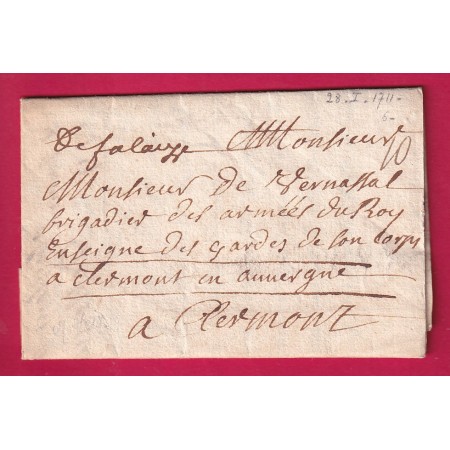 28-I-1711-
6-
De falaize Monsieur
10
Monsieur de Vernassal
brigadier des armées du Roy
Enseigne des gardes de son Corps
a clermont en auvergne
a Clermont